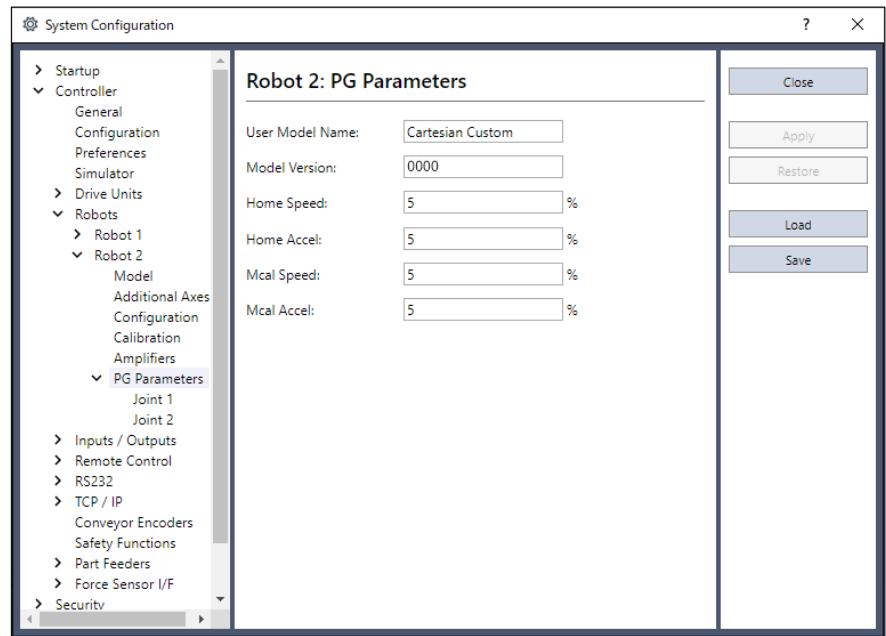 System Configuration
?
Startup
Controller
General
Configuration
Preferences
Simulator
Drive Units
Robots
Robot 1
Robot 2
Model
Additional Axes
Configuration
Calibration
Amplifiers
PG Parameters
Joint 1
Joint 2
Inputs / Outputs
Remote Control
RS232
TCP / IP
Conveyor Encoders
Safety Functions
Part Feeders
Force Sensor I/F
Security
Robot 2: PG Parameters
User Model Name: Cartesian Custom
Model Version: 0000
Home Speed: 5 %
Home Accel: 5 %
Mcal Speed: 5 %
Mcal Accel: 5 %
Close
Apply
Restore
Load
Save